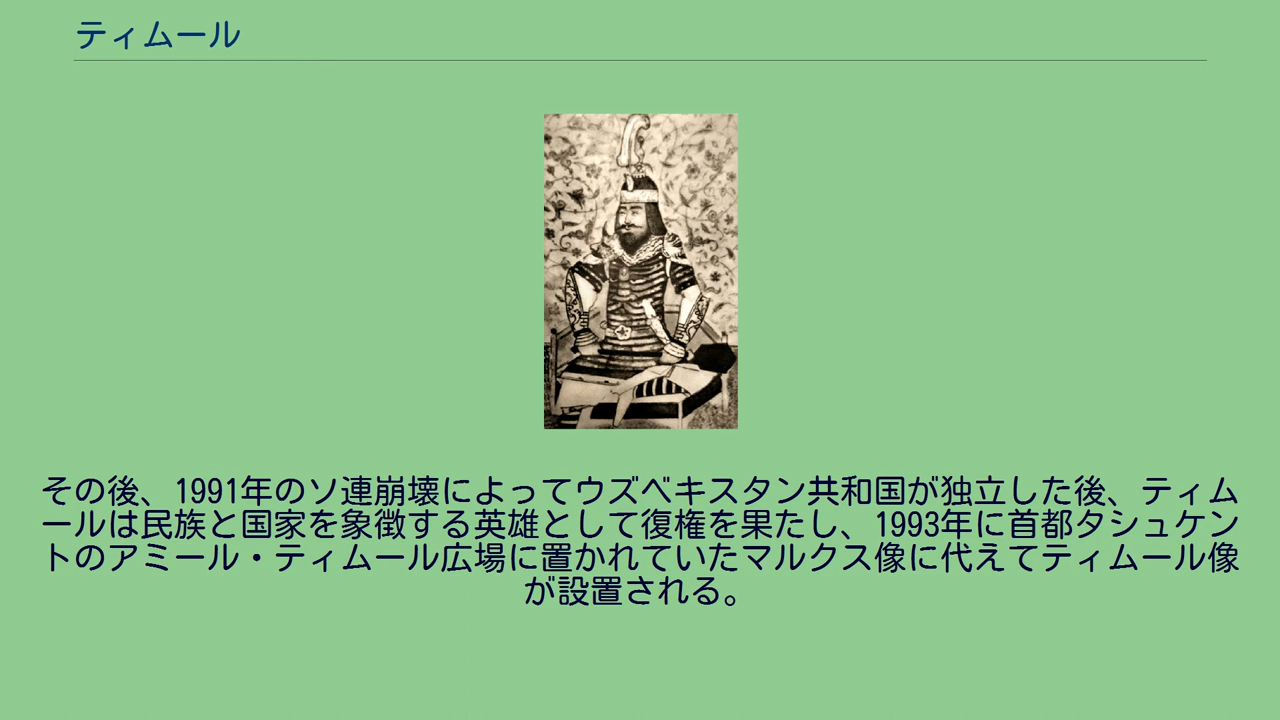 ティムール
その後、1991年のソ連崩壊によってウズベキスタン共和国が独立した後、ティム
ールは民族と国家を象徴する英雄として復権を果たし、1993年に首都タシュケン
トのアミール・ティムール広場に置かれていたマルクス像に代えてティムール像
が設置される。